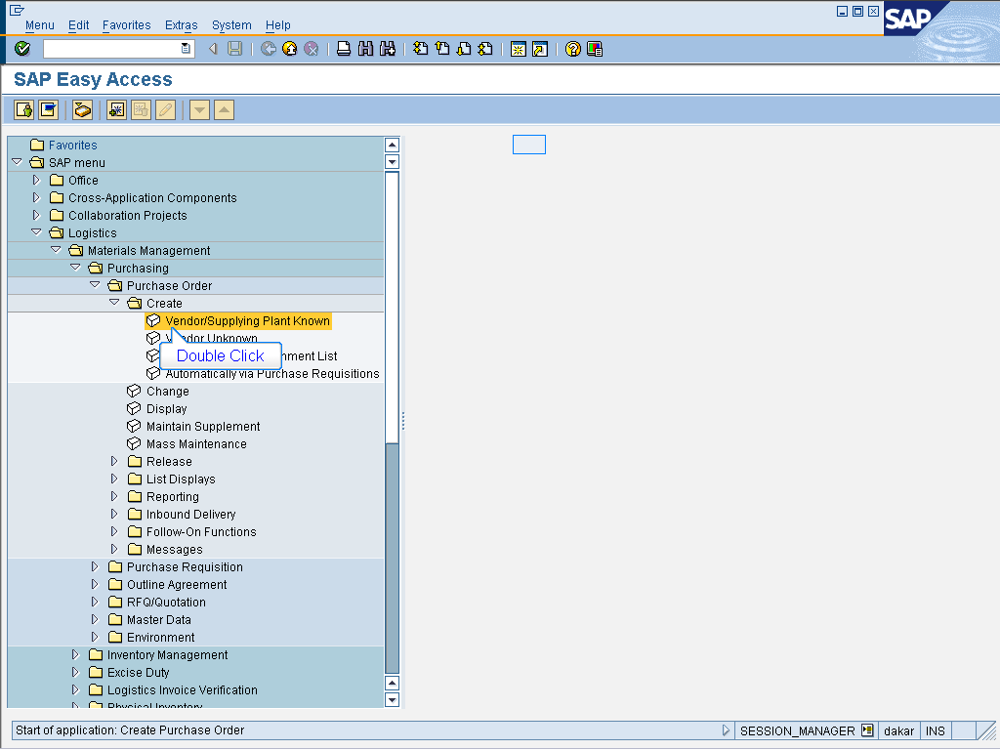 Menu Edit Favorites Extras System Help
SAP
SAP Easy Access
Favorites
SAP menu
Office
Cross-Application Components
Collaboration Projects
Logistics
Materials Management
Purchasing
Purchase Order
Create
Vendor/Supplying Plant Known
Vendor Unknown
Double Click
nment List
Automatically via Purchase Requisitions
Change
Display
Maintain Supplement
Mass Maintenance
Release
List Displays
Reporting
Inbound Delivery
Follow-On Functions
Messages
Purchase Requisition
Outline Agreement
RFQ/Quotation
Master Data
Environment
Inventory Management
Excise Duty
Logistics Invoice Verification
Physical Inventory
Start of application: Create Purchase Order
SESSION_MANAGER dakar INS